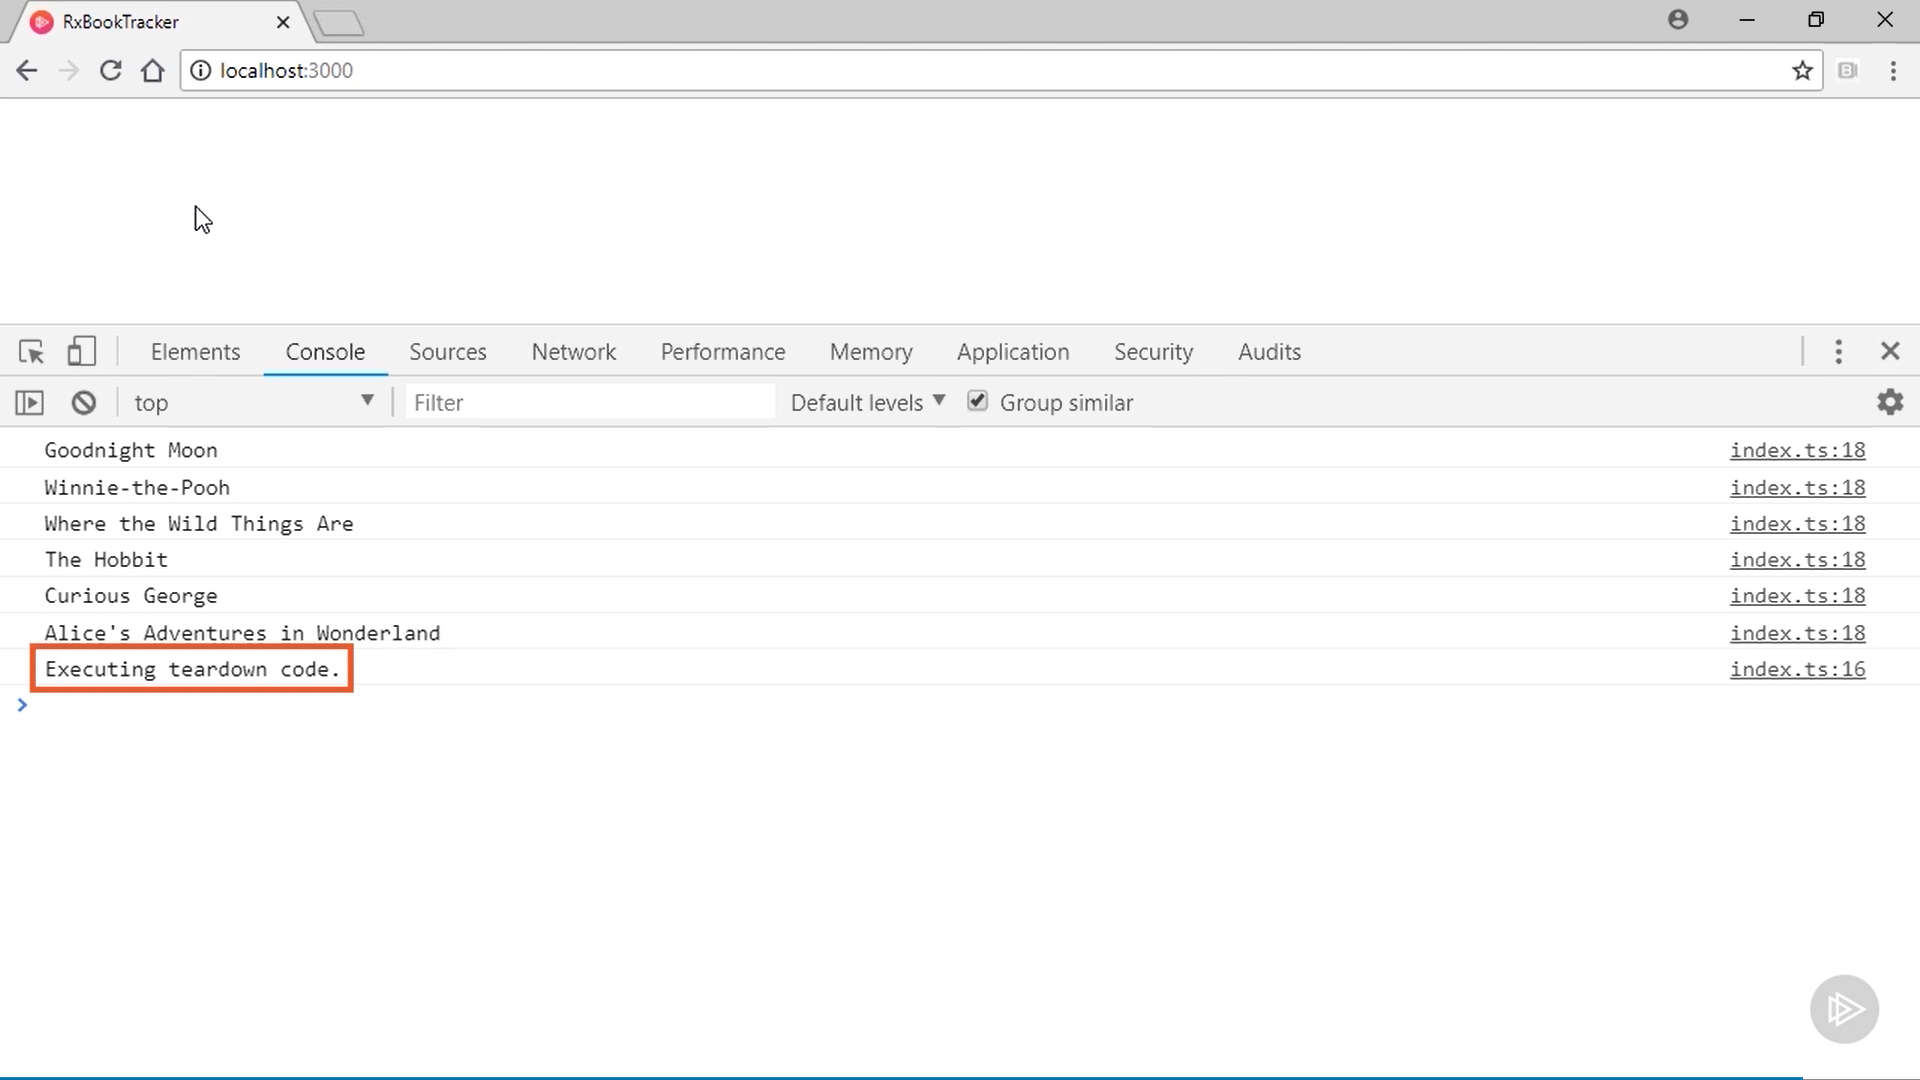 RxBookTracker
localhost:3000
Elements Console Sources Network Performance Memory Application Security Audits
top Filter Default levels Group similar
Goodnight Moon index.ts:18
Winnie-the-Pooh index.ts:18
Where the Wild Things Are index.ts:18
The Hobbit index.ts:18
Curious George index.ts:18
Alice's Adventures in Wonderland index.ts:18
Executing teardown code. index.ts:16